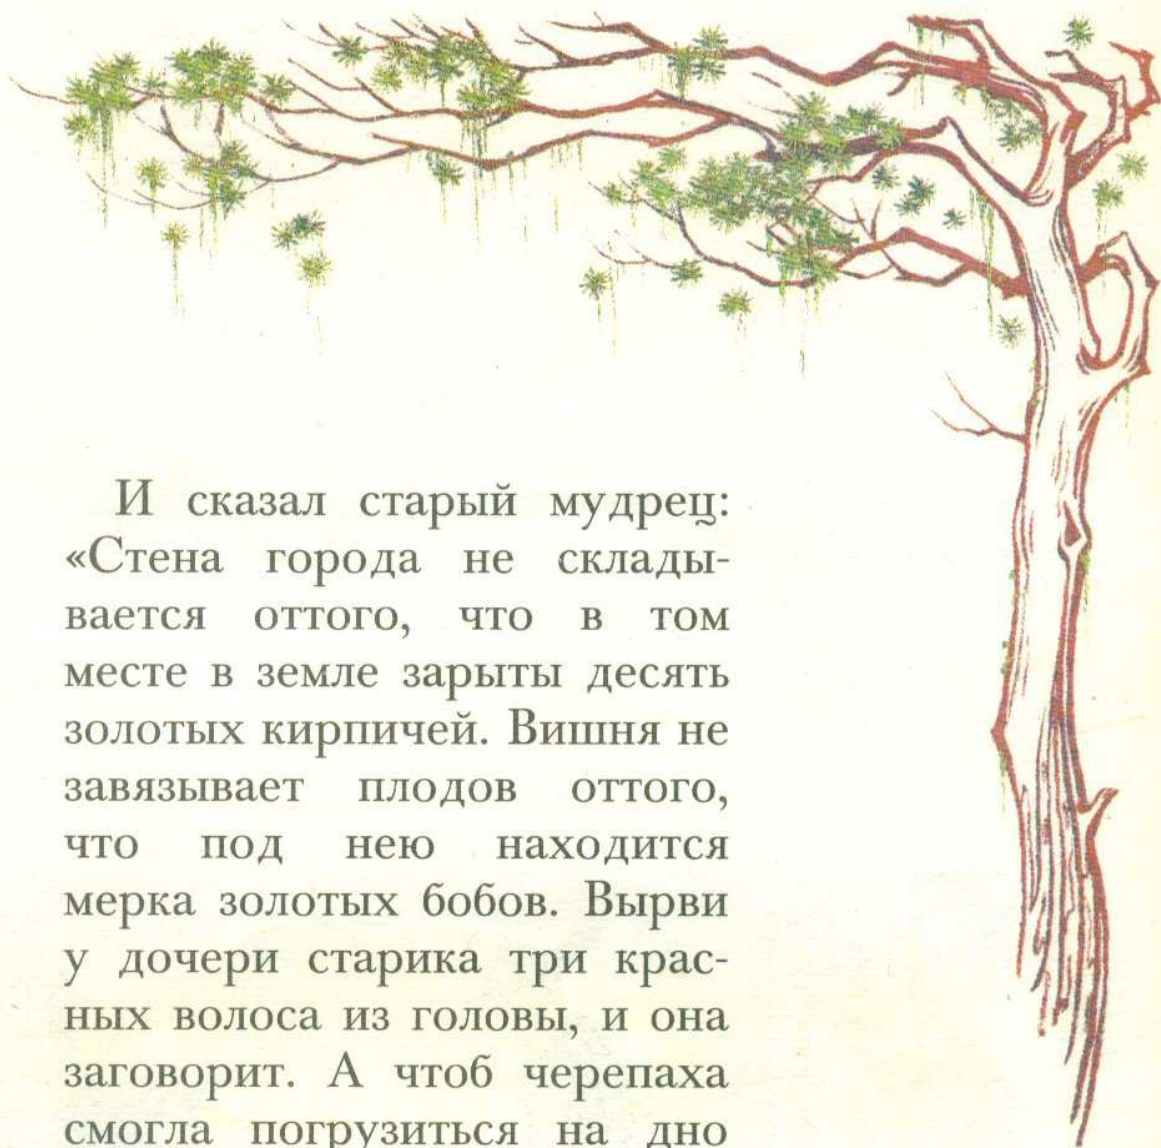 И сказал старый мудрец:
«Стена города не склады-
вается оттого, что в том
месте в земле зарыты десять
золотых кирпичей. Вишня не
завязывает плодов оттого,
что под нею находится
мерка золотых бобов. Вырви
у дочери старика три крас-
ных волоса из головы, и она
заговорит. А чтоб черепаха
смогла погрузиться на дно